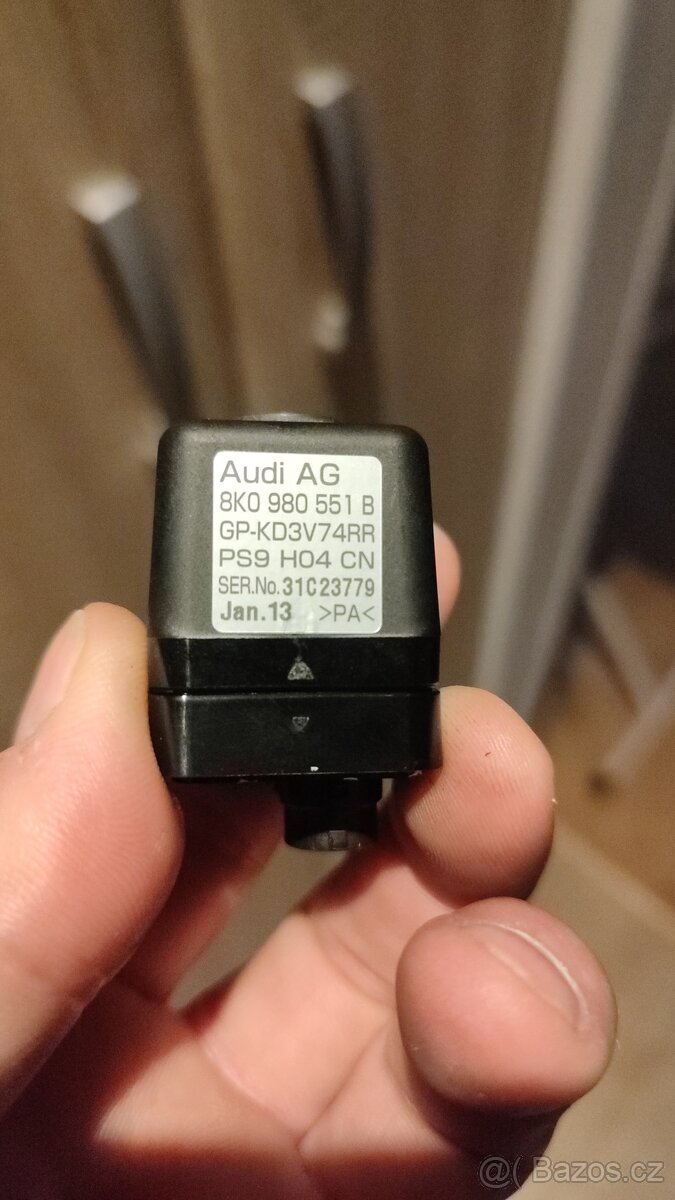 Audi AG
8K0 980 551 B
GP-KD3V74RR
PS9 H04 CN
SER.No. 31C23779
Jan.13 >PA<
@( Bazos.cz